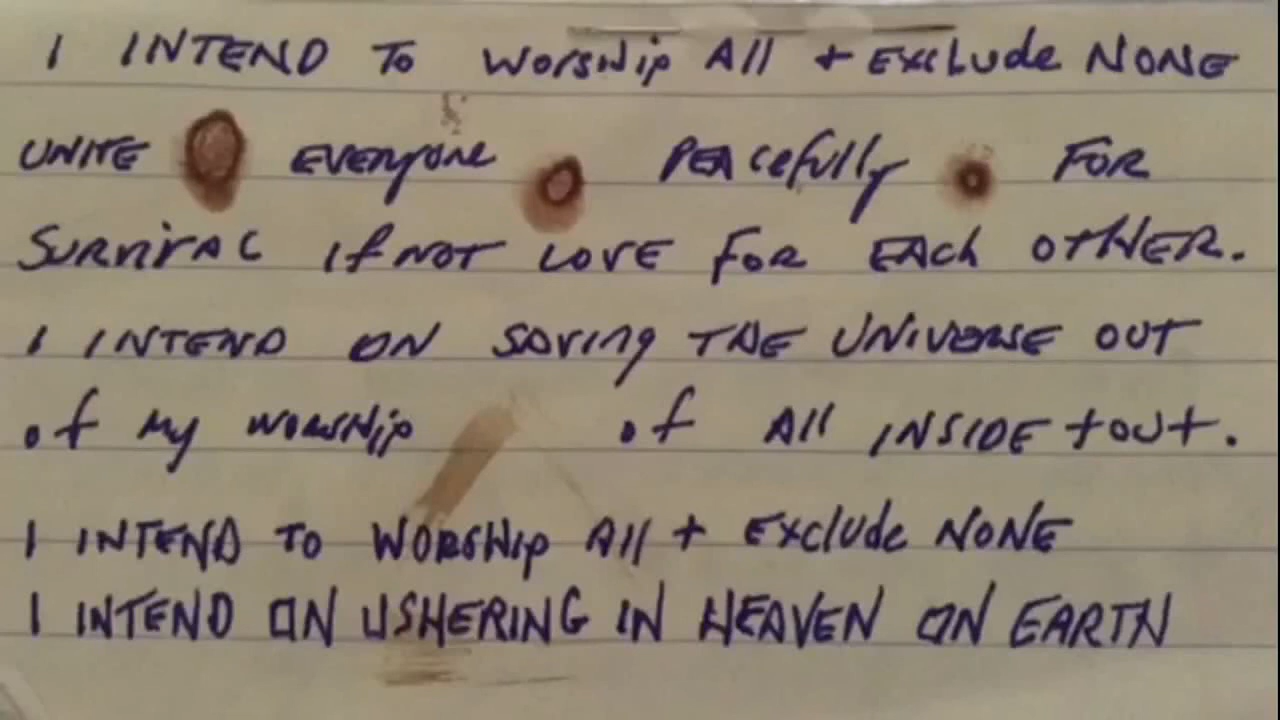 I INTEND TO WORSHIP All + ExcLude NONE
UNITE EVERYONE PEAcefully FOR
SURVIVAL If NOT LOVE FOR EACh OTHER.
I INTEND ON SAVING THE UNIVERSE OUT
of My WORSHip of All INSIDE + OUT.
I INTEND TO WORSHip All + Exclude NONE
I INTEND ON USHERING IN HEAVEN ON EARTH